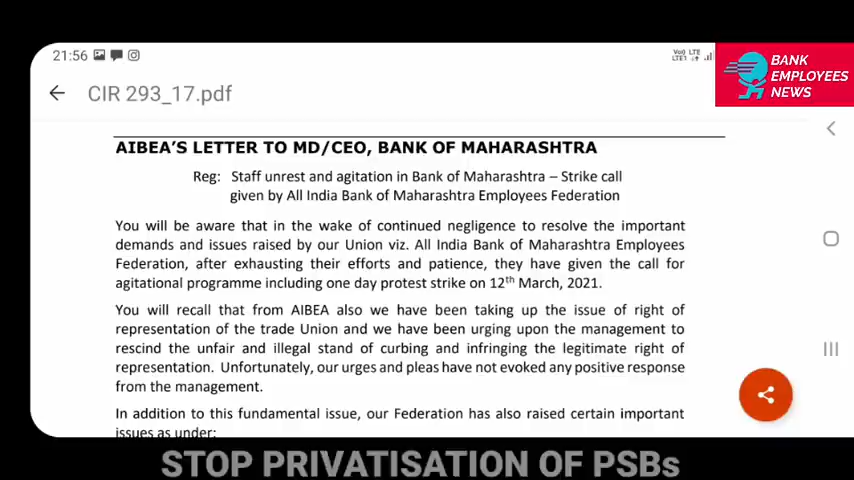 21:56
Vo) LTE
LTE1
BANK
EMPLOYEES
NEWS
CIR 293_17.pdf
AIBEA'S LETTER TO MD/CEO, BANK OF MAHARASHTRA
Reg: Staff unrest and agitation in Bank of Maharashtra – Strike call
given by All India Bank of Maharashtra Employees Federation
You will be aware that in the wake of continued negligence to resolve the important
demands and issues raised by our Union viz. All India Bank of Maharashtra Employees
Federation, after exhausting their efforts and patience, they have given the call for
agitational programme including one day protest strike on 12th March, 2021.
You will recall that from AIBEA also we have been taking up the issue of right of
representation of the trade Union and we have been urging upon the management to
rescind the unfair and illegal stand of curbing and infringing the legitimate right of
representation. Unfortunately, our urges and pleas have not evoked any positive response
from the management.
In addition to this fundamental issue, our Federation has also raised certain important
issues as under:
STOP PRIVATISATION OF PSBs